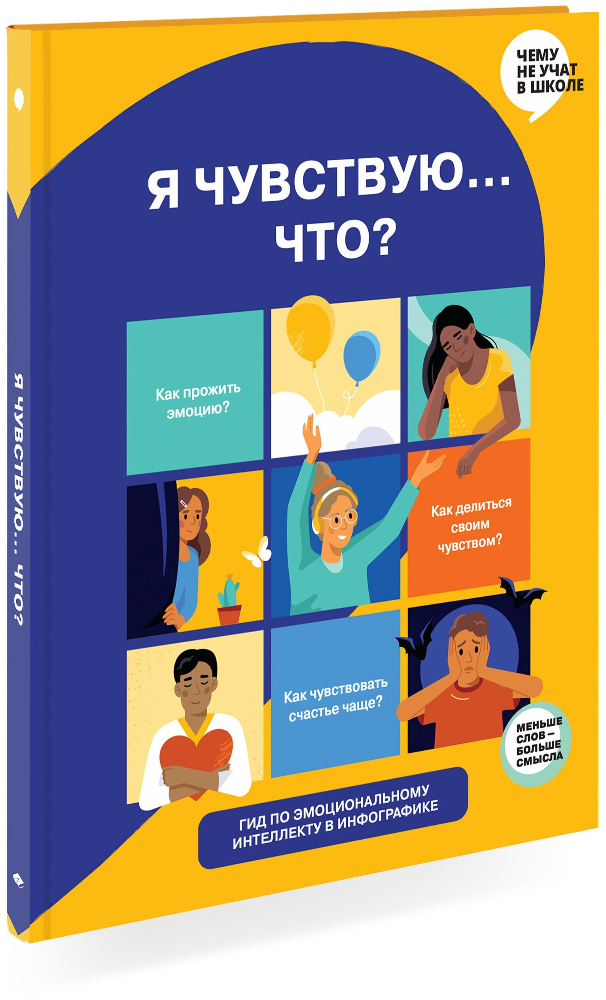 ЧЕМУ
НЕ УЧАТ
В ШКОЛЕ
Я ЧУВСТВУЮ...
ЧТО?
Как прожить
эмоцию?
Как делиться
своим
чувством?
Как чувствовать
счастье чаще?
МЕНЬШЕ
СЛОВ –
БОЛЬШЕ
СМЫСЛА
ГИД ПО ЭМОЦИОНАЛЬНОМУ
ИНТЕЛЛЕКТУ В ИНФОГРАФИКЕ
Я ЧУВСТВУЮ... ЧТО?